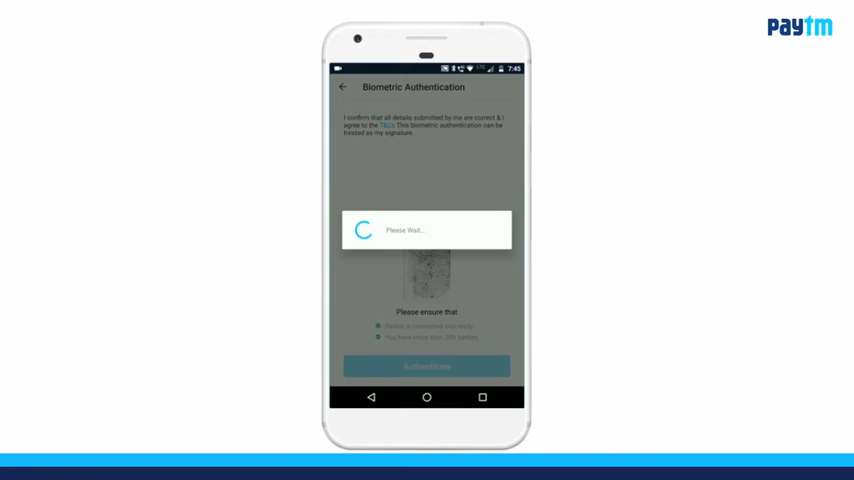 paytm
LTE 7:45
Biometric Authentication
I confirm that all details submitted by me are correct & I
agree to the T&Cs This biometric authentication can be
treated as my signature.
Please Wait...
Please ensure that
Device is connected and ready
You have more than 20% battery
Authenticate